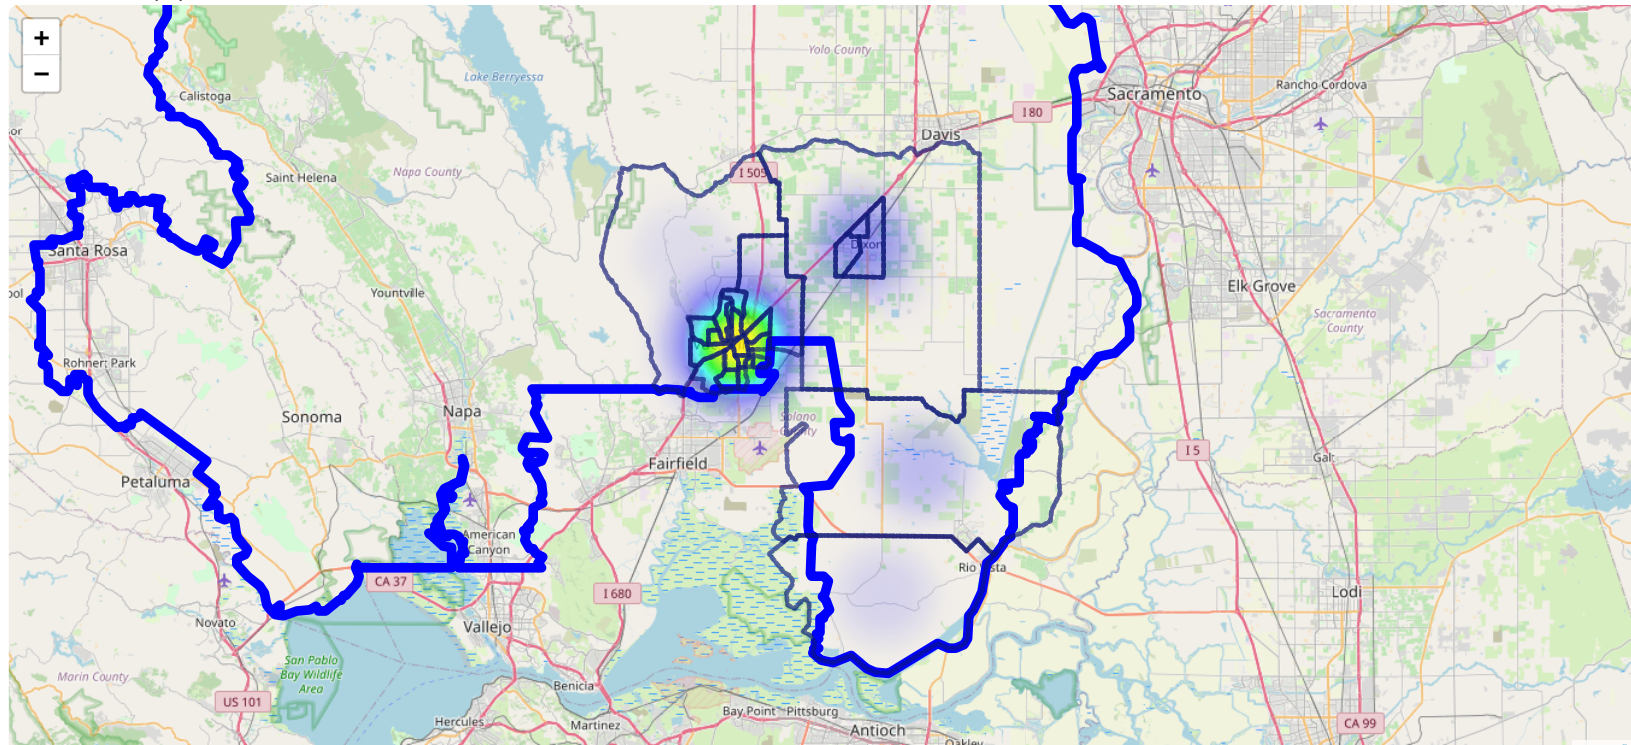 +
−
Lake Berryessa
Yolo County
Calistoga
Sacramento
Rancho Cordova
I 80
Davis
Napa County
Saint Helena
I 505
Santa Rosa
Dixon
Yountville
Elk Grove
Sacramento
County
Rohnert Park
Sonoma
Napa
Solano
County
Fairfield
I 5
Galt
Petaluma
American
Canyon
Rio Vista
CA 37
I 680
Lodi
Novato
Vallejo
San Pablo
Bay Wildlife
Area
Marin County
US 101
Benicia
Hercules
Martinez
Bay Point
Pittsburg
Antioch
CA 99
Oakley